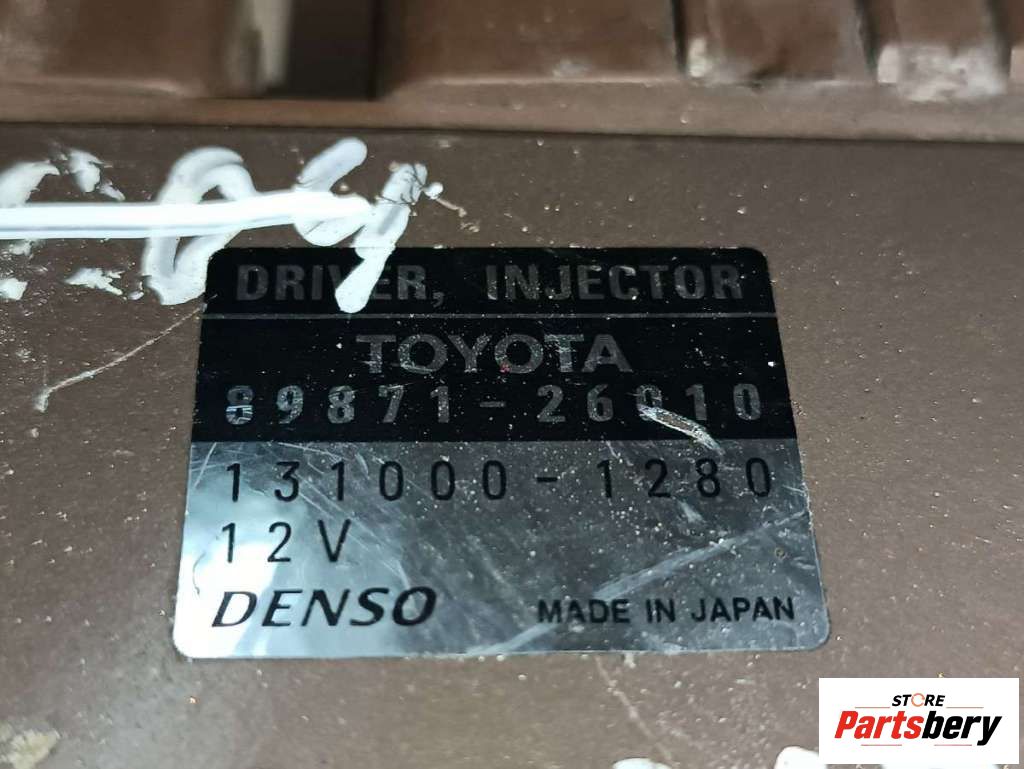 DRIVER, INJECTOR
TOYOTA
89871-26010
131000-1280
12V
DENSO MADE IN JAPAN
STORE
Partsbery